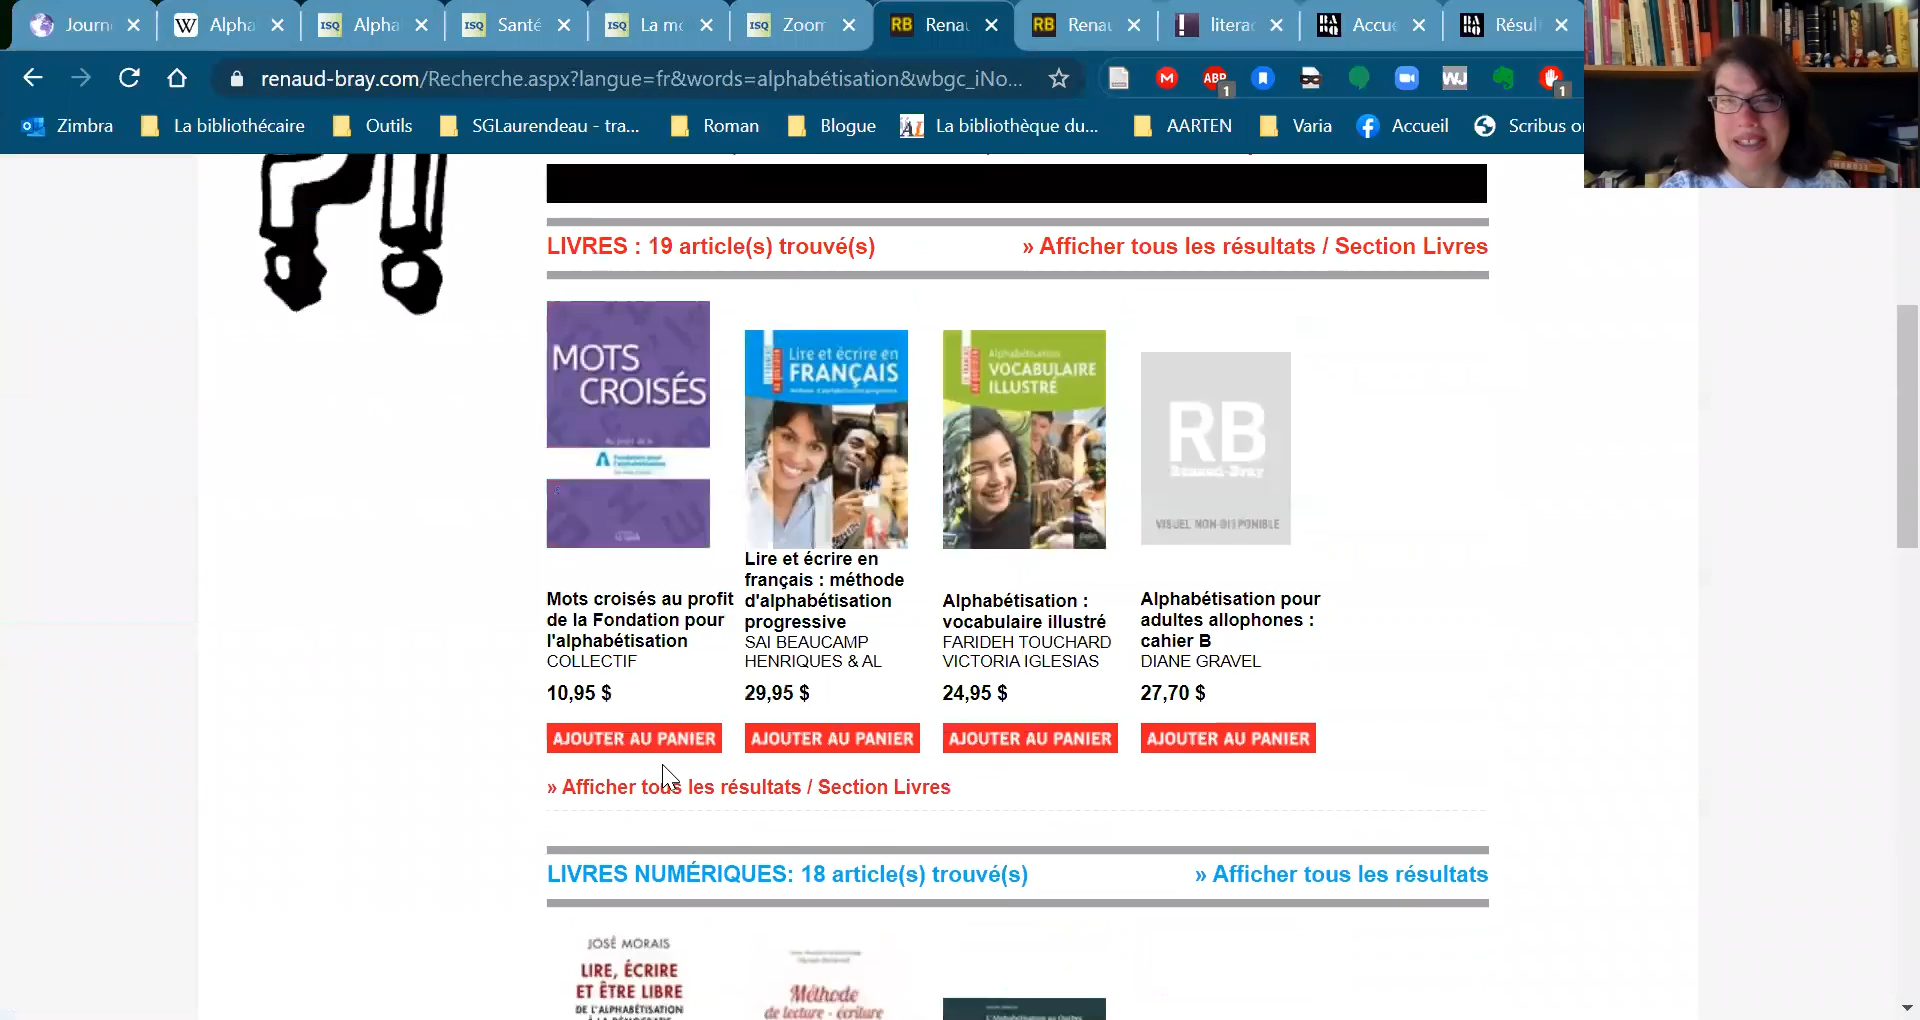 Journ
Alpha
Alpha
Santé
La mo
Zoom
Renau
Renau
litera
Accue
Résul
renaud-bray.com/Recherche.aspx?langue=fr&words=alphabétisation&wbgc_iNo...
Zimbra
La bibliothécaire
Outils
SGLaurendeau - tra...
Roman
Blogue
La bibliothèque du...
AARTEN
Varia
Accueil
Scribus
LIVRES : 19 article(s) trouvé(s)
» Afficher tous les résultats / Section Livres
MOTS
CROISÉS
Lire et écrire en
FRANÇAIS
Alphabétisation
VOCABULAIRE
ILLUSTRÉ
RB
Renaud-Bray
VISUEL NON-DISPONIBLE
Mots croisés au profit
de la Fondation pour
l'alphabétisation
COLLECTIF
10,95 $
AJOUTER AU PANIER
Lire et écrire en
français : méthode
d'alphabétisation
progressive
SAI BEAUCAMP
HENRIQUES & AL
29,95 $
AJOUTER AU PANIER
Alphabétisation :
vocabulaire illustré
FARIDEH TOUCHARD
VICTORIA IGLESIAS
24,95 $
AJOUTER AU PANIER
Alphabétisation pour
adultes allophones :
cahier B
DIANE GRAVEL
27,70 $
AJOUTER AU PANIER
» Afficher tous les résultats / Section Livres
LIVRES NUMÉRIQUES: 18 article(s) trouvé(s)
» Afficher tous les résultats
JOSÉ MORAIS
LIRE, ÉCRIRE
ET ÊTRE LIBRE
DE L'ALPHABÉTISATION
À LA DÉMOCRATIE
Méthode
de lecture - écriture